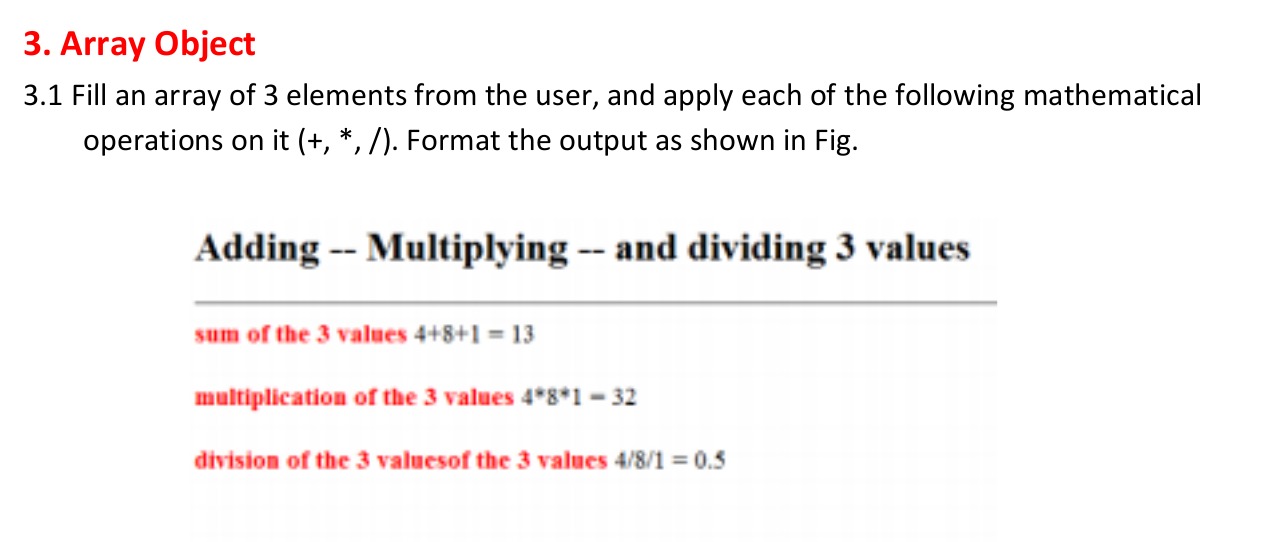 3. Array Object
3.1 Fill an array of 3 elements from the user, and apply each of the following mathematical
operations on it (+, *, /). Format the output as shown in Fig.
Adding -- Multiplying -- and dividing 3 values
sum of the 3 values 4+8+1 = 13
multiplication of the 3 values 4*8*1 = 32
division of the 3 valuesof the 3 values 4/8/1 = 0.5